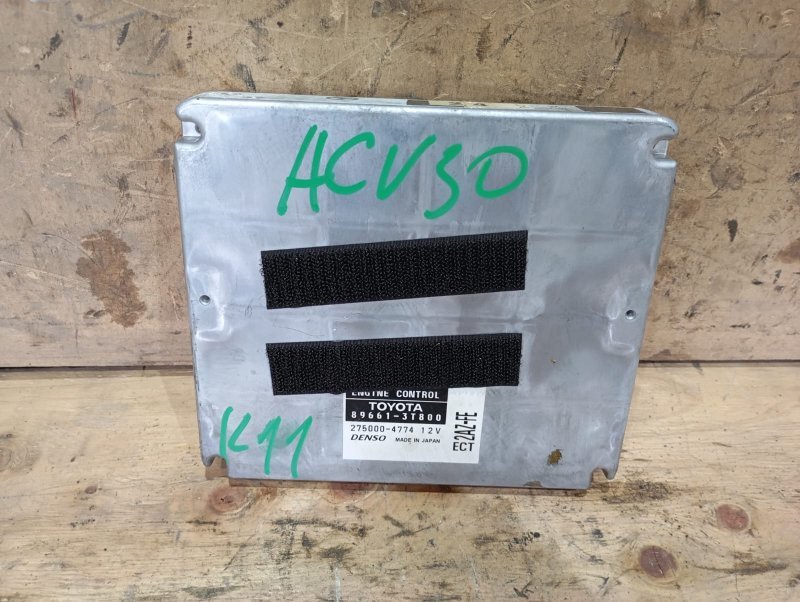 ACV30
ENGINE CONTROL
TOYOTA
89661-3T800
275000-4774 12V
DENSO MADE IN JAPAN
2AZ-FE
ECT
K11